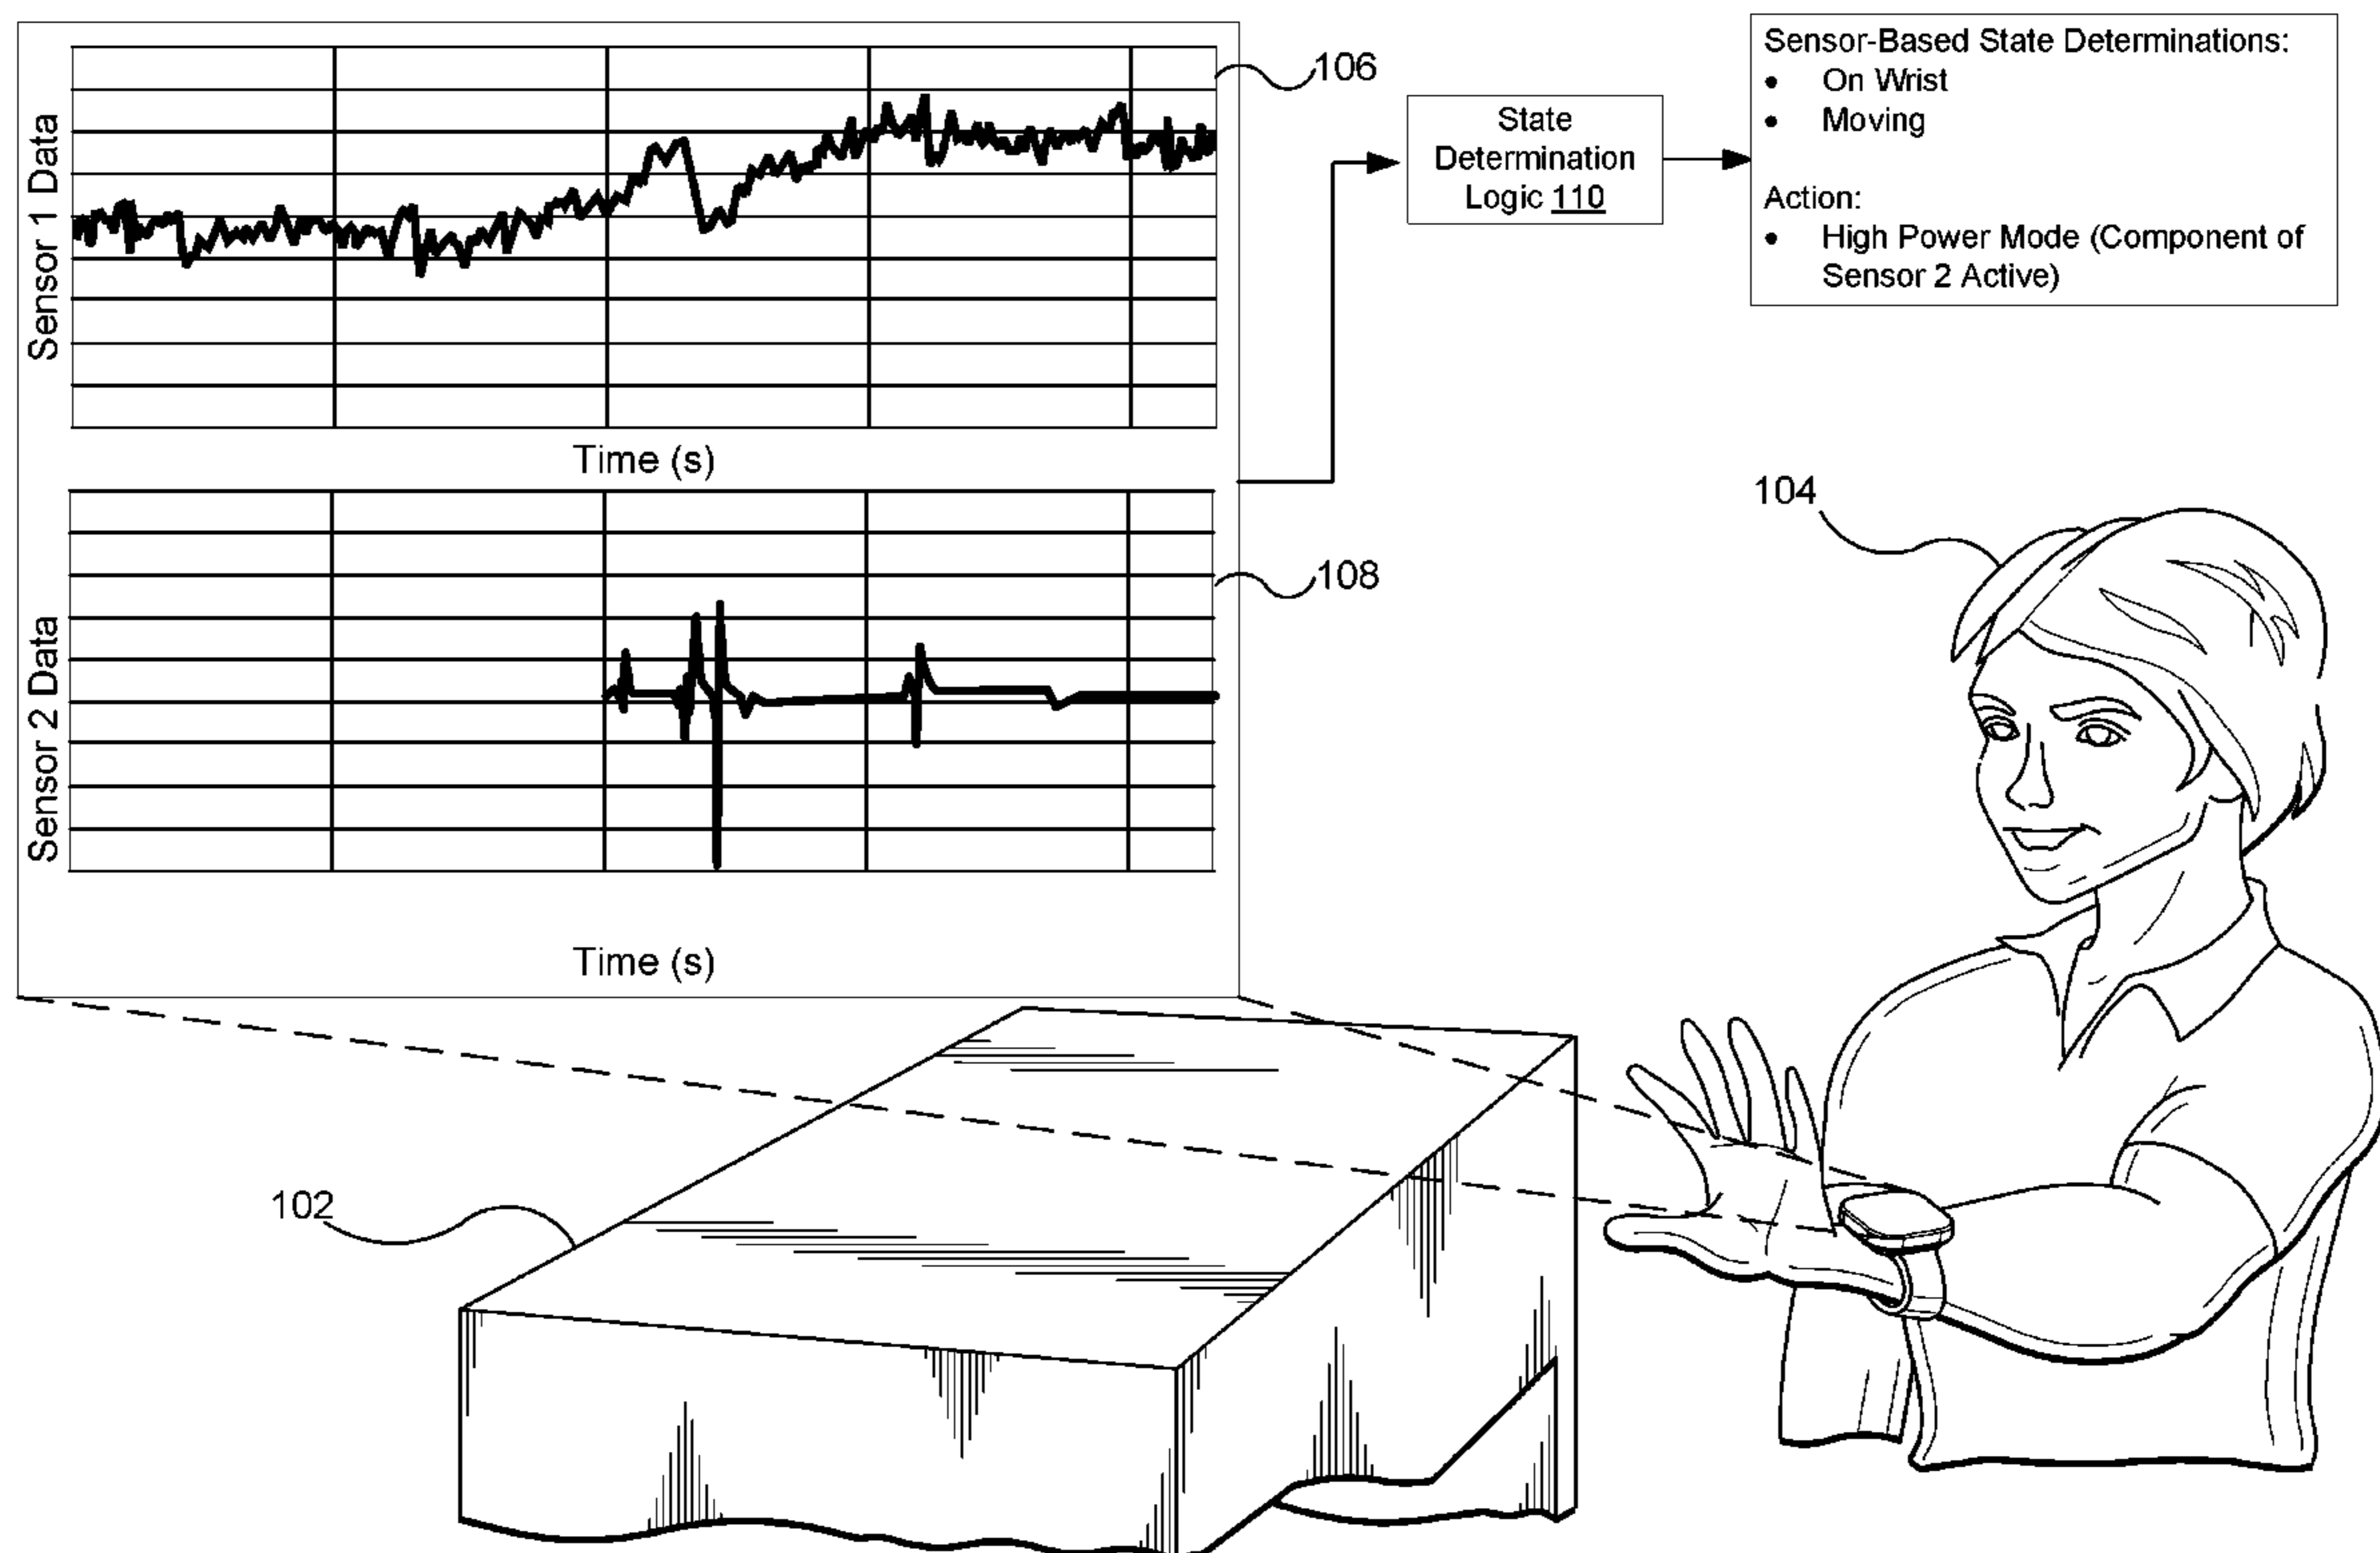 Sensor 1 Data
Time (s)
106
Sensor 2 Data
Time (s)
108
State
Determination
Logic 110
Sensor-Based State Determinations:
• On Wrist
• Moving
Action:
• High Power Mode (Component of
Sensor 2 Active)
104
102